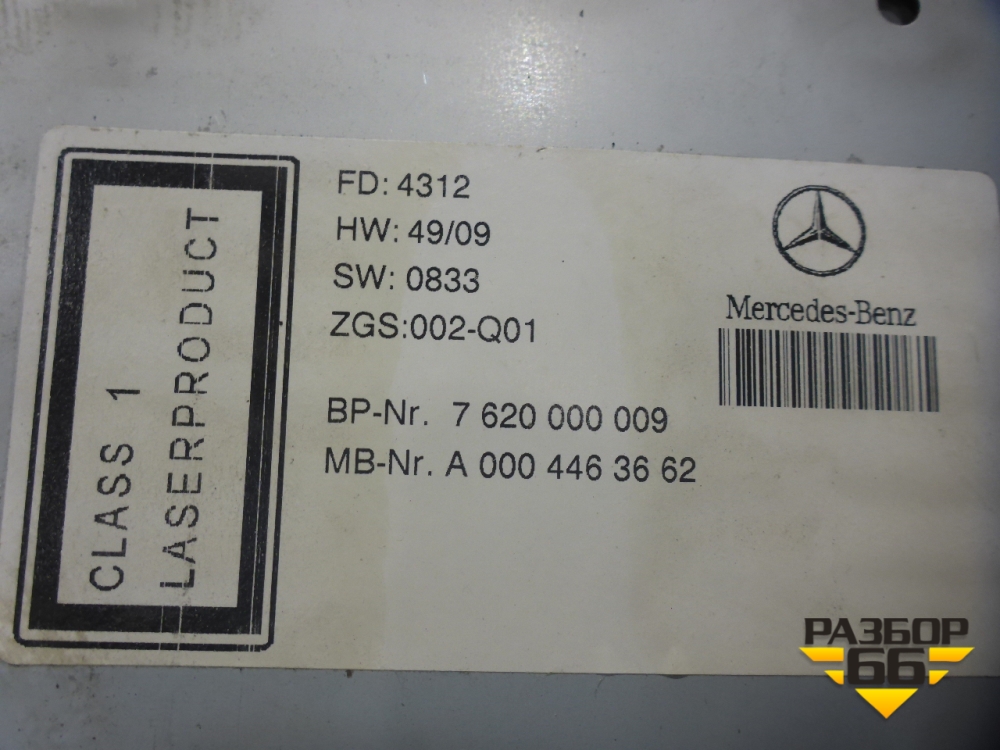 CLASS 1
LASERPRODUCT
FD: 4312
HW: 49/09
SW: 0833
ZGS:002-Q01
BP-Nr. 7 620 000 009
MB-Nr. A 000 446 36 62
Mercedes-Benz
РАЗБОР
66